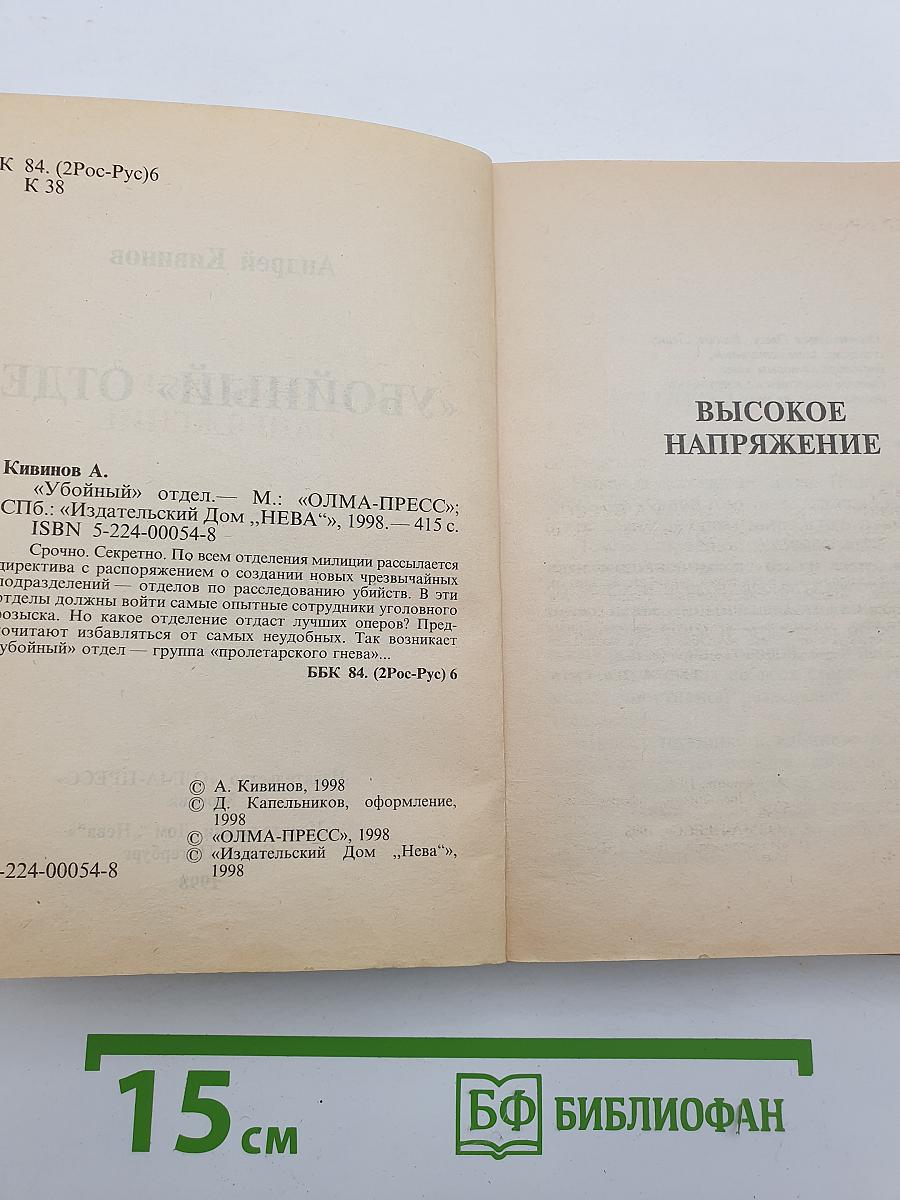 К 84. (2Рос-Рус)6
К 38
Кивинов А.
«Убойный» отдел.— М.: «ОЛМА-ПРЕСС»;
СПб.: «Издательский Дом ,,НЕВА“», 1998.— 415 с.
ISBN 5-224-00054-8
Срочно. Секретно. По всем отделения милиции рассылается
директива с распоряжением о создании новых чрезвычайных
подразделений — отделов по расследованию убийств. В эти
отделы должны войти самые опытные сотрудники уголовного
розыска. Но какое отделение отдаст лучших оперов? Пред-
почитают избавляться от самых неудобных. Так возникает
убойный» отдел — группа «пролетарского гнева»...
ББК 84. (2Рос-Рус) 6
© А. Кивинов, 1998
© Д. Капельников, оформление,
1998
© «ОЛМА-ПРЕСС», 1998
© «Издательский Дом ,,Нева“»,
1998
-224-00054-8
ВЫСОКОЕ
НАПРЯЖЕНИЕ
15 см
БФ БИБЛИОФАН